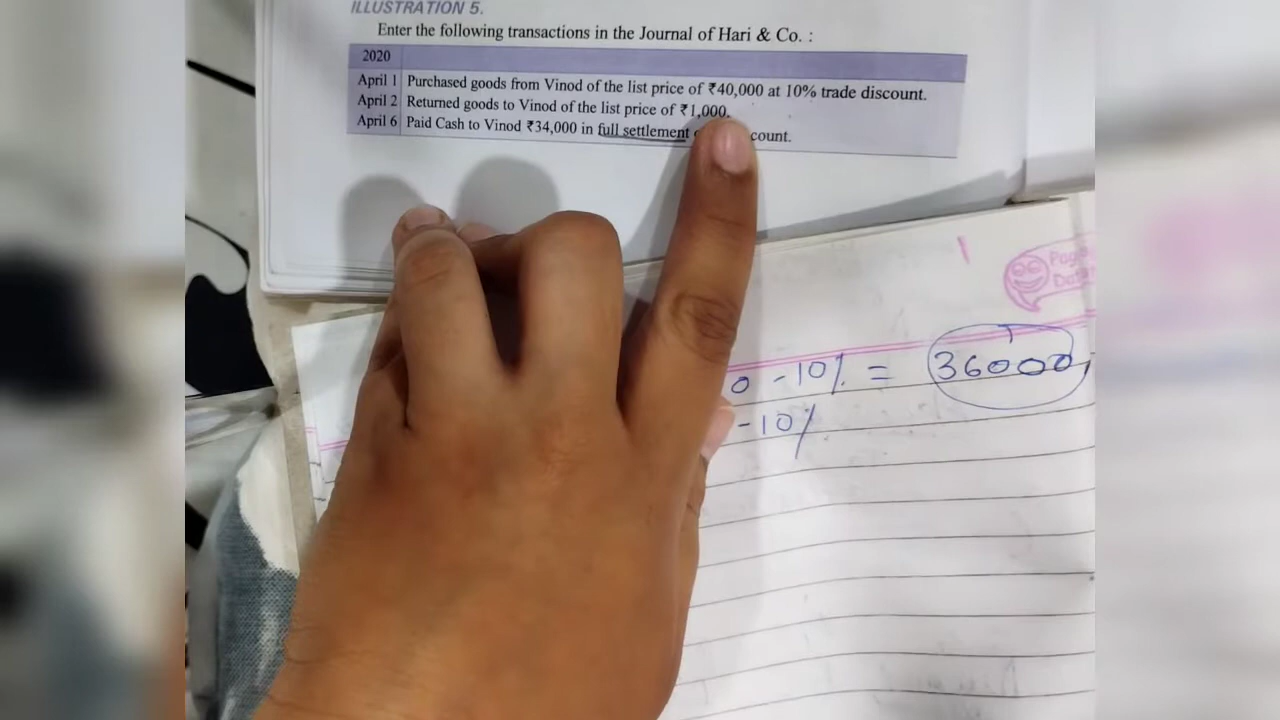 ILLUSTRATION 5.
Enter the following transactions in the Journal of Hari & Co. :
2020
April 1 Purchased goods from Vinod of the list price of ₹40,000 at 10% trade discount.
April 2 Returned goods to Vinod of the list price of ₹1,000.
April 6 Paid Cash to Vinod ₹34,000 in full settlement count.
0 -10% = 36000
-10%